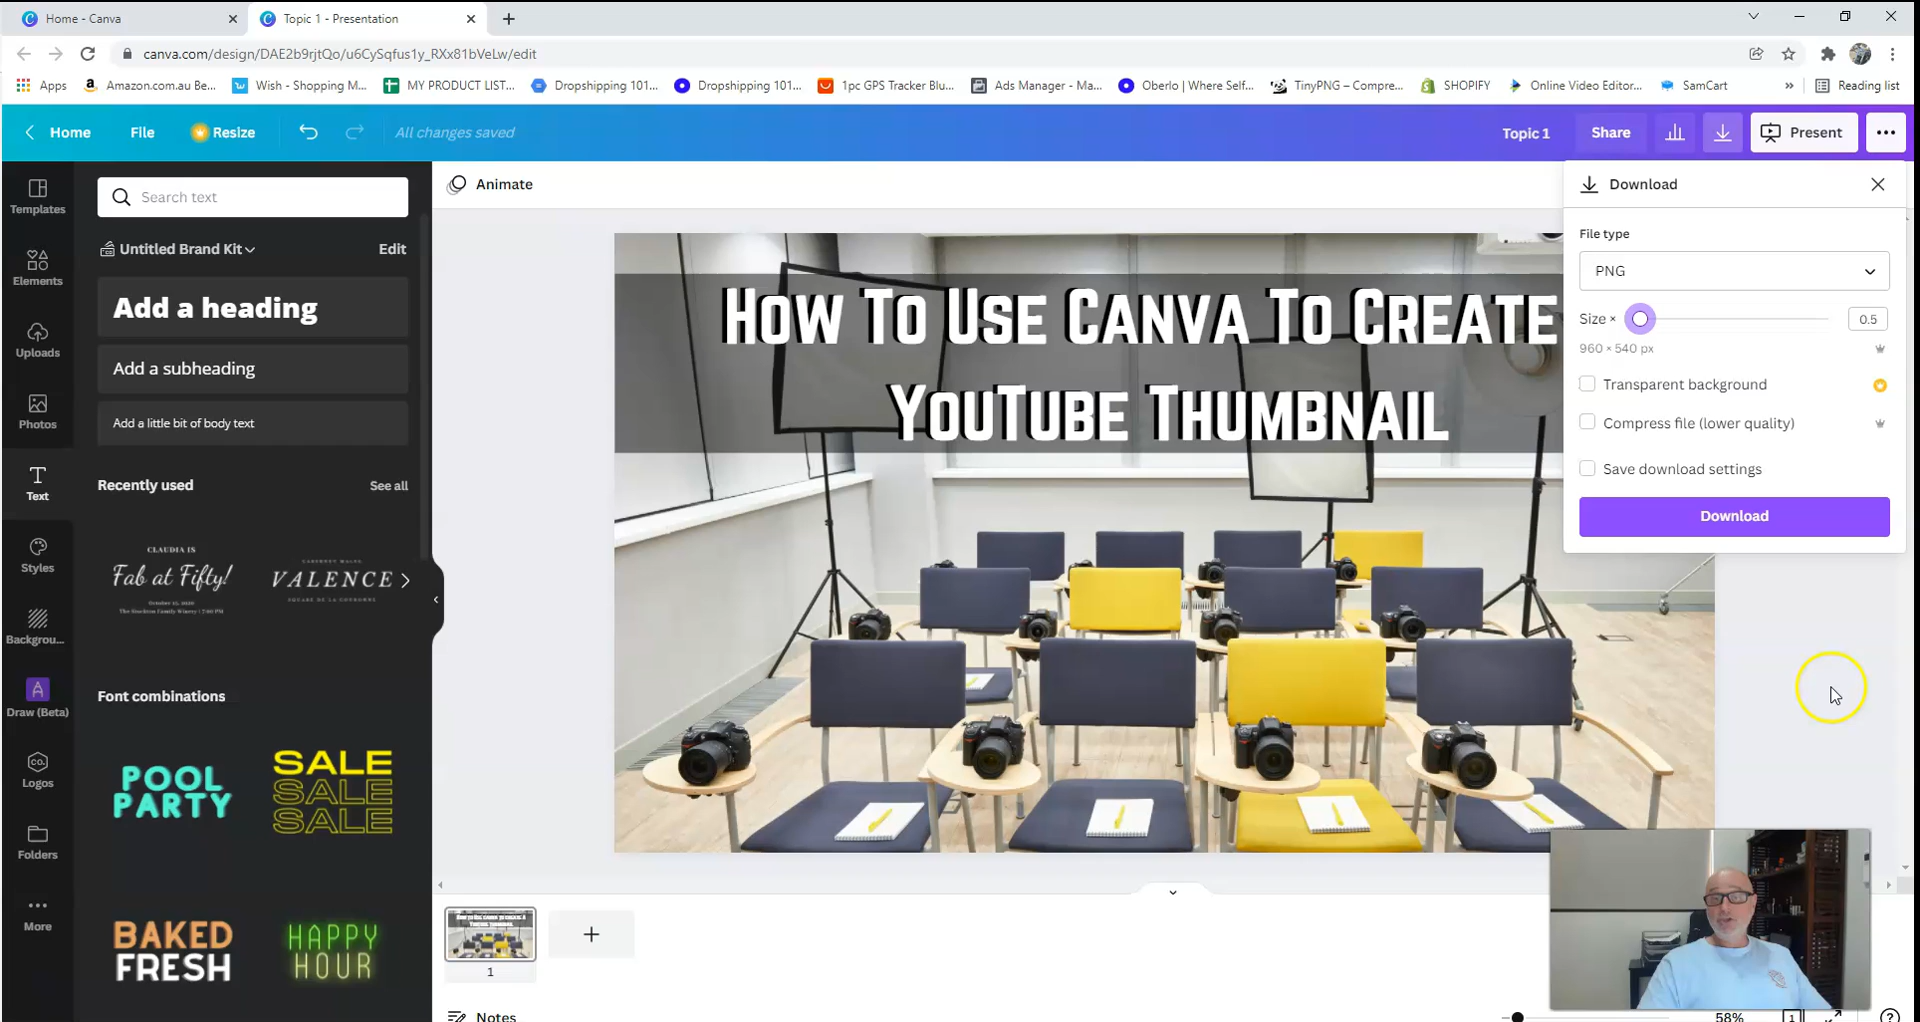 Home - Canva
Topic 1 - Presentation
canva.com/design/DAE2b9rjtQo/u6CySqfus1y_RXx81bVeLw/edit
Apps
Amazon.com.au Be...
Wish - Shopping M...
MY PRODUCT LIST...
Dropshipping 101...
Dropshipping 101...
1pc GPS Tracker Blu...
Ads Manager - Ma...
Oberlo | Where Self...
TinyPNG – Compre...
SHOPIFY
Online Video Editor...
SamCart
»
Reading list
Home
File
Resize
All changes saved
Topic 1
Share
Present
Templates
Elements
Uploads
Photos
Text
Styles
Backgrou...
Draw (Beta)
Logos
Folders
More
Search text
Untitled Brand Kit
Edit
Add a heading
Add a subheading
Add a little bit of body text
Recently used
See all
CLAUDIA IS
Fab at Fifty!
VALENCE
Font combinations
POOL
PARTY
SALE
SALE
SALE
BAKED
FRESH
HAPPY
HOUR
Animate
How To Use Canva To Create
YouTube Thumbnail
Download
File type
PNG
Size ×
0.5
960 × 540 px
Transparent background
Compress file (lower quality)
Save download settings
Download
1
Notes
58%
1